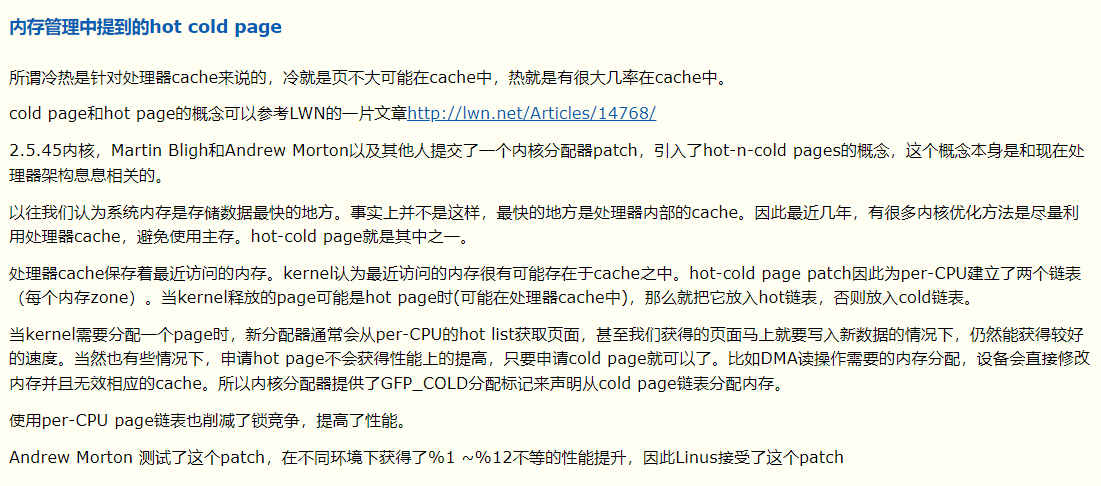 内存管理中提到的hot cold page
所谓冷热是针对处理器cache来说的，冷就是页不大可能在cache中，热就是有很大几率在cache中。
cold page和hot page的概念可以参考LWN的一片文章http://lwn.net/Articles/14768/
2.5.45内核，Martin Bligh和Andrew Morton以及其他人提交了一个内核分配器patch，引入了hot-n-cold pages的概念，这个概念本身是和现在处
理器架构息息相关的。
以往我们认为系统内存是存储数据最快的地方。事实上并不是这样，最快的地方是处理器内部的cache。因此最近几年，有很多内核优化方法是尽量利
用处理器cache，避免使用主存。hot-cold page就是其中之一。
处理器cache保存着最近访问的内存。kernel认为最近访问的内存很有可能存在于cache之中。hot-cold page patch因此为per-CPU建立了两个链表
（每个内存zone）。当kernel释放的page可能是hot page时(可能在处理器cache中)，那么就把它放入hot链表，否则放入cold链表。
当kernel需要分配一个page时，新分配器通常会从per-CPU的hot list获取页面，甚至我们获得的页面马上就要写入新数据的情况下，仍然能获得较好
的速度。当然也有些情况下，申请hot page不会获得性能上的提高，只要申请cold page就可以了。比如DMA读操作需要的内存分配，设备会直接修改
内存并且无效相应的cache。所以内核分配器提供了GFP_COLD分配标记来声明从cold page链表分配内存。
使用per-CPU page链表也削减了锁竞争，提高了性能。
Andrew Morton 测试了这个patch，在不同环境下获得了%1 ~%12不等的性能提升，因此Linus接受了这个patch